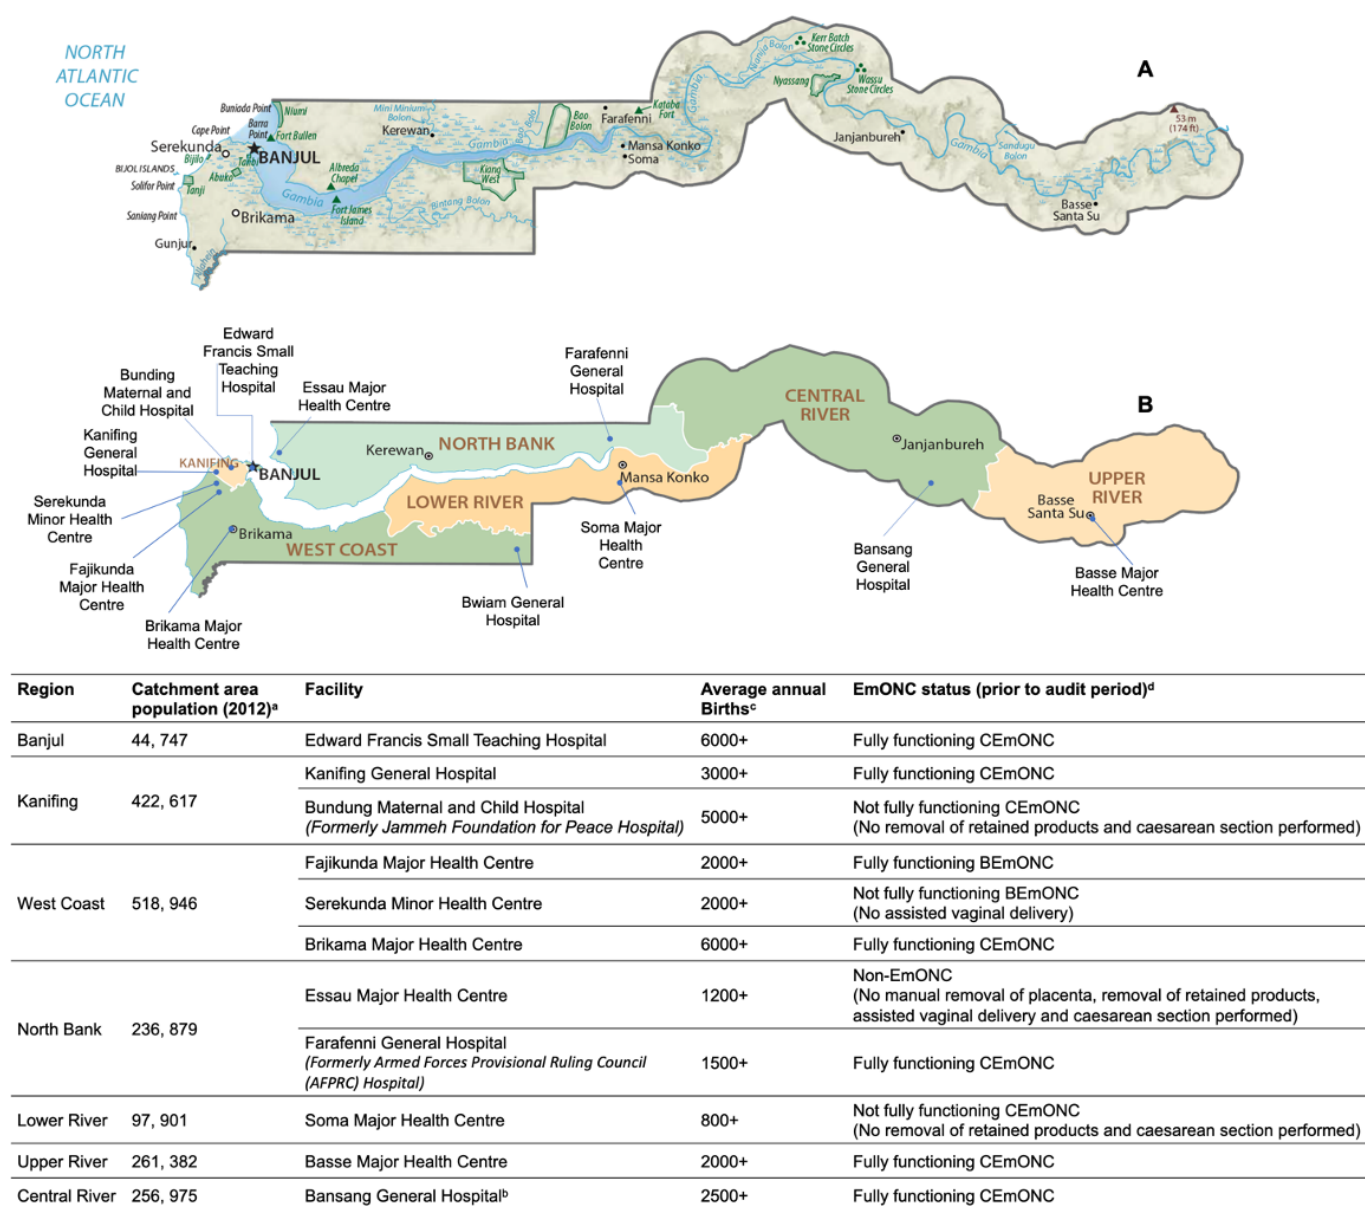 NORTH
ATLANTIC
OCEAN
A
Kerr Batch
Stone Circles
Nianija Bolon
Wassu
Stone Circles
Nyassang
Gambia
Buniada Point
Niumi
Mini Minium
Bolon
Bao Bolo
Bao
Bolon
Katoba
Fort
Farafenni
53 m
(174 ft)
Cape Point
Barra
Point
Fort Bullen
Kerewan
Janjanbureh
Serekunda
BANJUL
Gambia
Mansa Konko
Soma
Gambia
Sandugu
Bolon
Bijilo
Tanbi
BIJOL ISLANDS
Abuko
Albreda
Chapel
Kiang
West
Solifor Point
Tanji
Gambia
Fort James
Island
Bintang Bolon
Basse
Santa Su
Saniang Point
Brikama
Gunjur
Allahein
Edward
Francis Small
Teaching
Hospital
Farafenni
General
Hospital
Bunding
Maternal and
Child Hospital
Essau Major
Health Centre
B
CENTRAL
RIVER
Kanifing
General
Hospital
KANIFING
BANJUL
Kerewan
NORTH BANK
Janjanbureh
Mansa Konko
UPPER
RIVER
LOWER RIVER
Basse
Santa Su
Serekunda
Minor Health
Centre
Brikama
WEST COAST
Soma Major
Health
Centre
Bansang
General
Hospital
Fajikunda
Major Health
Centre
Basse Major
Health Centre
Bwiam General
Hospital
Brikama Major
Health Centre
Region Catchment area population (2012)ᵃ Facility Average annual Birthsᶜ EmONC status (prior to audit period)ᵈ
Banjul 44, 747 Edward Francis Small Teaching Hospital 6000+ Fully functioning CEmONC
Kanifing 422, 617 Kanifing General Hospital 3000+ Fully functioning CEmONC
Bundung Maternal and Child Hospital 5000+ Not fully functioning CEmONC
(Formerly Jammeh Foundation for Peace Hospital) (No removal of retained products and caesarean section performed)
West Coast 518, 946 Fajikunda Major Health Centre 2000+ Fully functioning BEmONC
Serekunda Minor Health Centre 2000+ Not fully functioning BEmONC
(No assisted vaginal delivery)
Brikama Major Health Centre 6000+ Fully functioning CEmONC
North Bank 236, 879 Essau Major Health Centre 1200+ Non-EmONC
(No manual removal of placenta, removal of retained products,
assisted vaginal delivery and caesarean section performed)
Farafenni General Hospital 1500+ Fully functioning CEmONC
(Formerly Armed Forces Provisional Ruling Council
(AFPRC) Hospital)
Lower River 97, 901 Soma Major Health Centre 800+ Not fully functioning CEmONC
(No removal of retained products and caesarean section performed)
Upper River 261, 382 Basse Major Health Centre 2000+ Fully functioning CEmONC
Central River 256, 975 Bansang General Hospitalᵇ 2500+ Fully functioning CEmONC